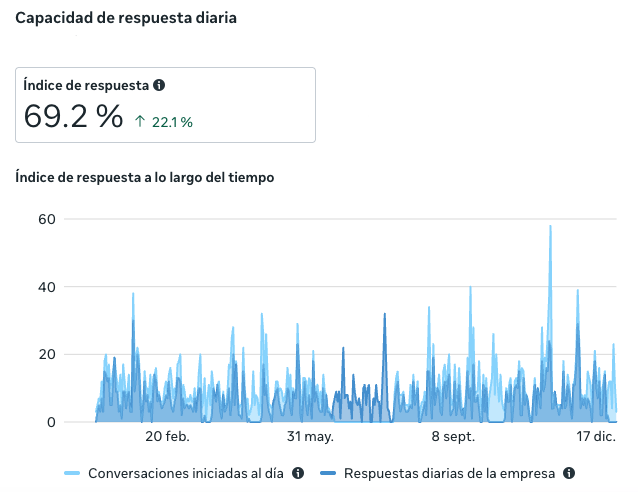 Capacidad de respuesta diaria
Índice de respuesta
69.2 % ↑ 22.1 %
Índice de respuesta a lo largo del tiempo
60
40
20
0
20 feb. 31 may. 8 sept. 17 dic.
Conversaciones iniciadas al día Respuestas diarias de la empresa